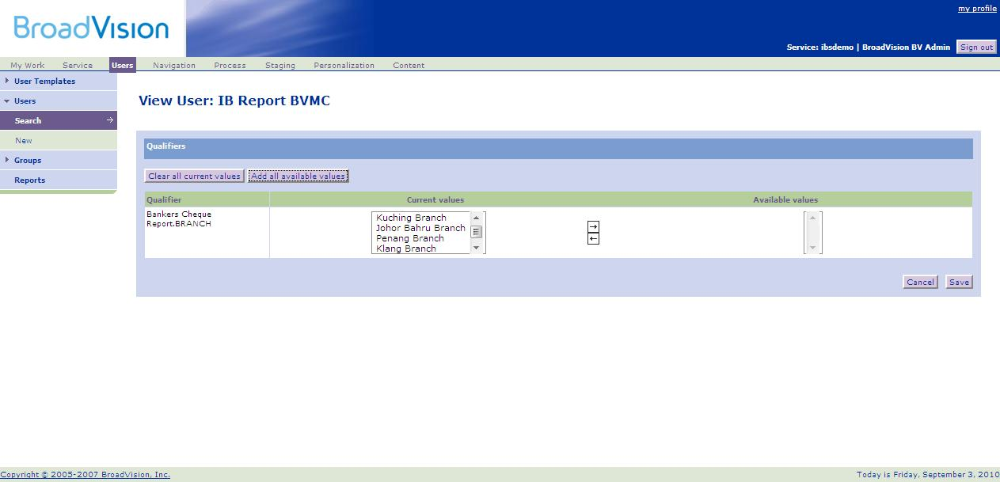 BroadVision
my profile
Service: ibsdemo | BroadVision BV Admin Sign out
My Work Service Users Navigation Process Staging Personalization Content
User Templates
Users
Search
New
Groups
Reports
View User: IB Report BVMC
Qualifiers
Clear all current values Add all available values
Qualifier Current values Available values
Bankers Cheque
Report.BRANCH
Kuching Branch
Johor Bahru Branch
Penang Branch
Klang Branch
Cancel Save
Copyright © 2005-2007 BroadVision, Inc. Today is Friday, September 3, 2010